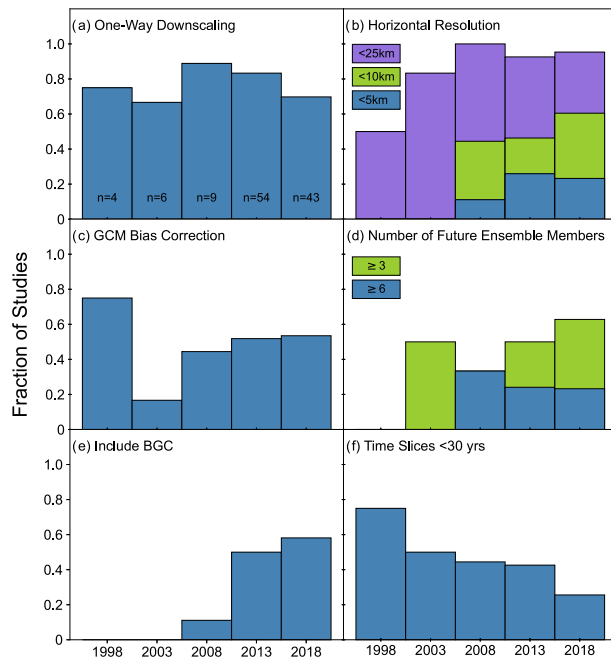 (a) One-Way Downscaling
(b) Horizontal Resolution
1.0
0.8
0.6
0.4
0.2
0
n=4 n=6 n=9 n=54 n=43
<25km
<10km
<5km
(c) GCM Bias Correction
(d) Number of Future Ensemble Members
1.0
0.8
0.6
0.4
0.2
0
≥ 3
≥ 6
Fraction of Studies
(e) Include BGC
(f) Time Slices <30 yrs
1.0
0.8
0.6
0.4
0.2
0
1998 2003 2008 2013 2018
1998 2003 2008 2013 2018